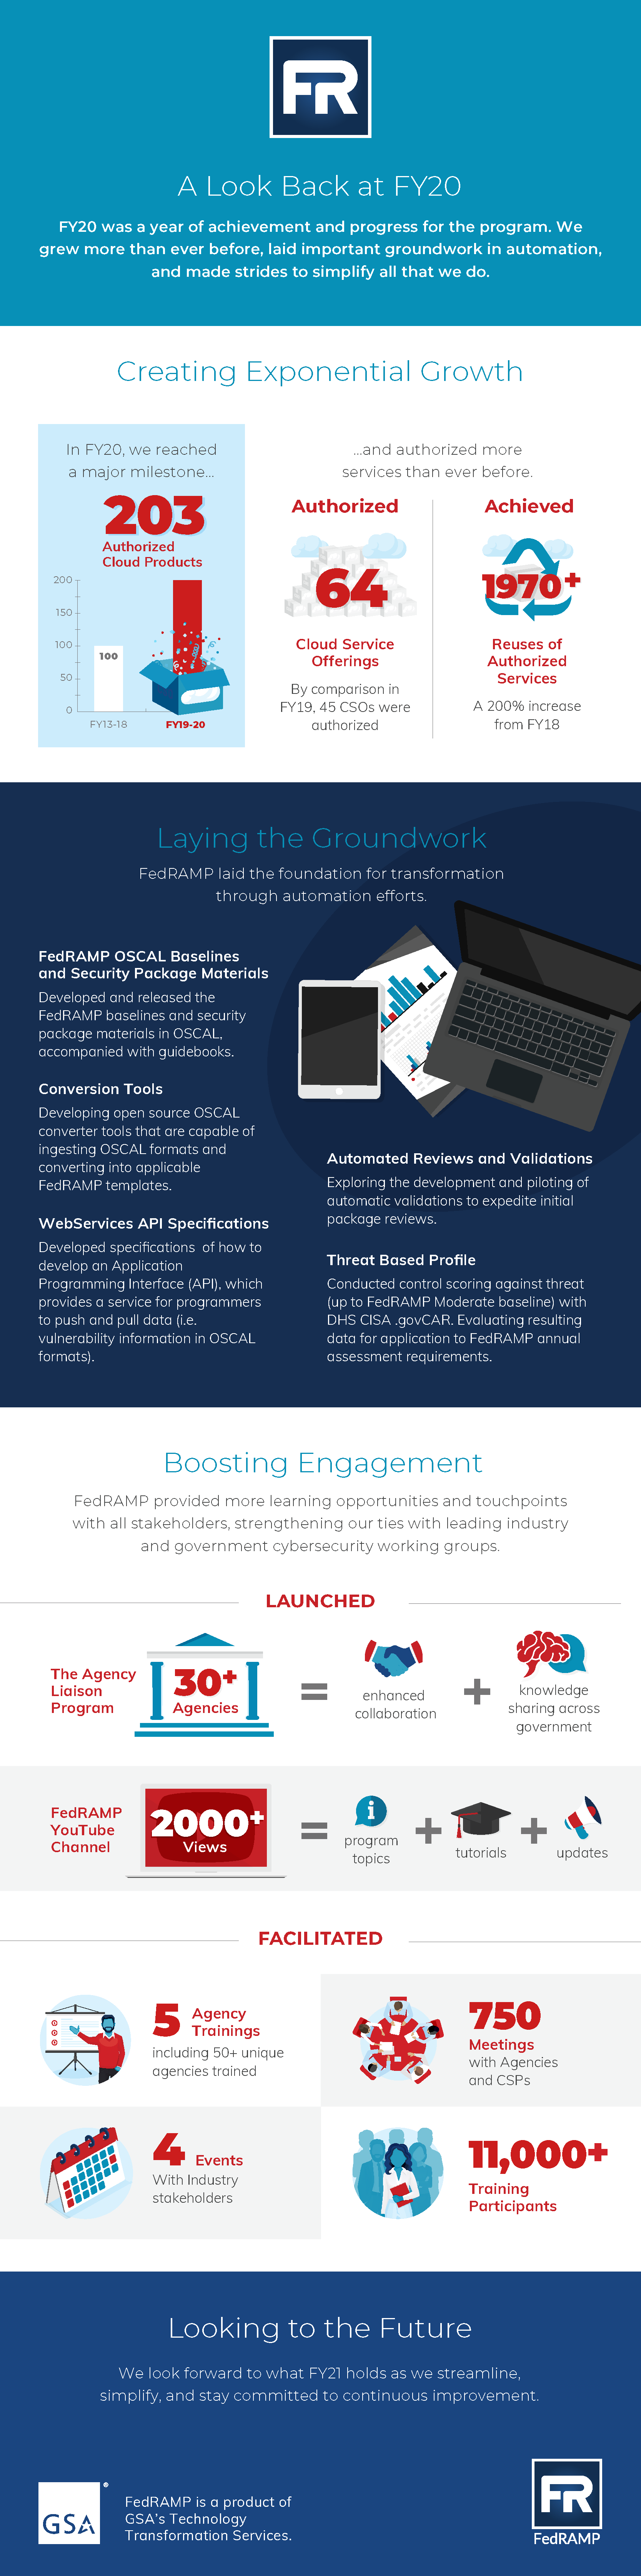 FR
A Look Back at FY20
FY20 was a year of achievement and progress for the program. We
grew more than ever before, laid important groundwork in automation,
and made strides to simplify all that we do.
Creating Exponential Growth
In FY20, we reached
a major milestone...
203
Authorized
Cloud Products
200
150
100
50
0
100
FY13-18
FY19-20
...and authorized more
services than ever before.
Authorized
64
Cloud Service
Offerings
By comparison in
FY19, 45 CSOs were
authorized
Achieved
1970+
Reuses of
Authorized
Services
A 200% increase
from FY18
Laying the Groundwork
FedRAMP laid the foundation for transformation
through automation efforts.
FedRAMP OSCAL Baselines
and Security Package Materials
Developed and released the
FedRAMP baselines and security
package materials in OSCAL,
accompanied with guidebooks.
Conversion Tools
Developing open source OSCAL
converter tools that are capable of
ingesting OSCAL formats and
converting into applicable
FedRAMP templates.
WebServices API Specifications
Developed specifications of how to
develop an Application
Programming Interface (API), which
provides a service for programmers
to push and pull data (i.e.
vulnerability information in OSCAL
formats).
Automated Reviews and Validations
Exploring the development and piloting of
automatic validations to expedite initial
package reviews.
Threat Based Profile
Conducted control scoring against threat
(up to FedRAMP Moderate baseline) with
DHS CISA .govCAR. Evaluating resulting
data for application to FedRAMP annual
assessment requirements.
Boosting Engagement
FedRAMP provided more learning opportunities and touchpoints
with all stakeholders, strengthening our ties with leading industry
and government cybersecurity working groups.
LAUNCHED
The Agency
Liaison
Program
30+
Agencies
=
enhanced
collaboration
+
knowledge
sharing across
government
FedRAMP
YouTube
Channel
2000+
Views
=
i
program
topics
+
tutorials
+
updates
FACILITATED
5 Agency
Trainings
including 50+ unique
agencies trained
750
Meetings
with Agencies
and CSPs
4 Events
With Industry
stakeholders
11,000+
Training
Participants
Looking to the Future
We look forward to what FY21 holds as we streamline,
simplify, and stay committed to continuous improvement.
GSA ®
FedRAMP is a product of
GSA's Technology
Transformation Services.
FR
FedRAMP